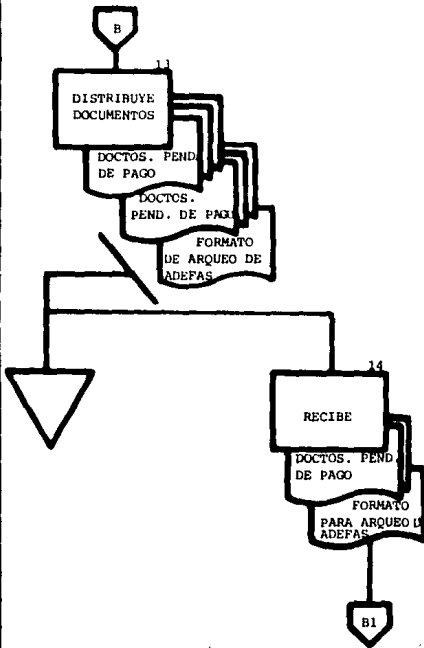 B
11
DISTRIBUYE
DOCUMENTOS
DOCTOS. PEND.
DE PAGO
DOCTOS.
PEND. DE PAGO
FORMATO
DE ARQUEO DE
ADEFAS
14
RECIBE
DOCTOS. PEND.
DE PAGO
FORMATO
PARA ARQUEO D
ADEFAS
B1